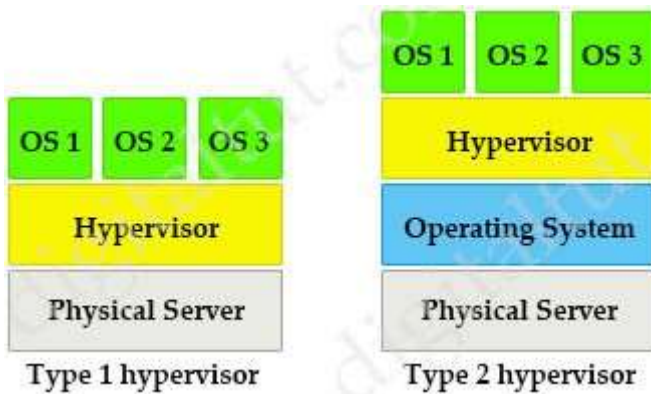 OS 1 OS 2 OS 3
Hypervisor
Physical Server
Type 1 hypervisor
OS 1 OS 2 OS 3
Hypervisor
Operating System
Physical Server
Type 2 hypervisor